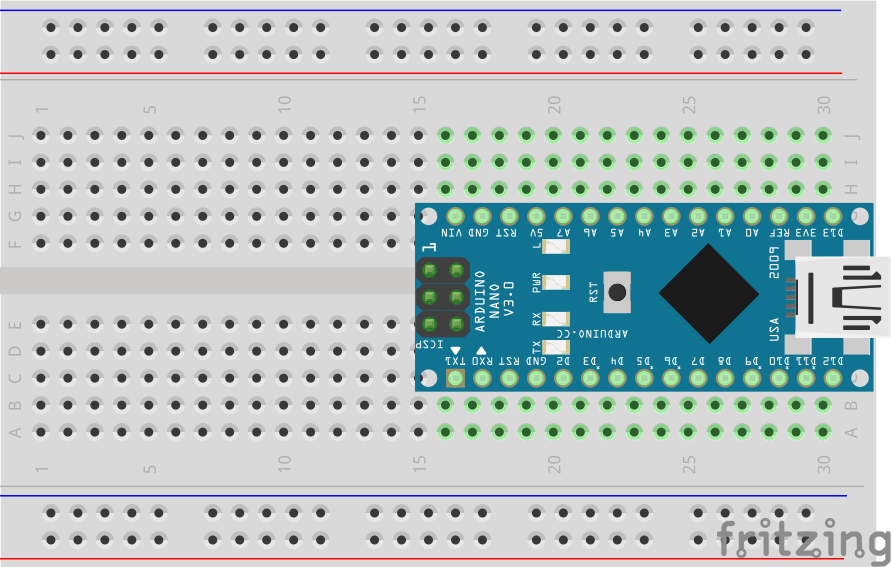 1 5 10 15 20 25 30
J J
I I
H H
G G
F
VIN GND RST 5V A7 A6 A5 A4 A3 A2 A1 A0 REF 3V3 D13
1
L
PWR
RX
TX
ARDUINO
NANO
V3.0
RST
ARDUINO.CC
2009
USA
ICSP
TX1 RX0 RST GND D2 D3 D4 D5 D6 D7 D8 D9 D10 D11 D12
E
D
C C
B B
A A
1 5 10 15 20 25 30
fritzing